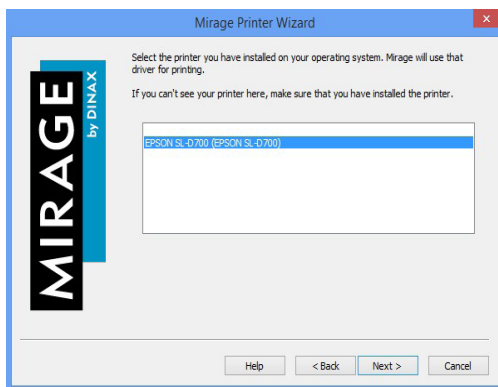 Mirage Printer Wizard
x
Select the printer you have installed on your operating system. Mirage will use that
driver for printing.
If you can't see your printer here, make sure that you have installed the printer.
MIRAGE
by DINAX
EPSON SL-D700 (EPSON SL-D700)
Help
< Back
Next >
Cancel